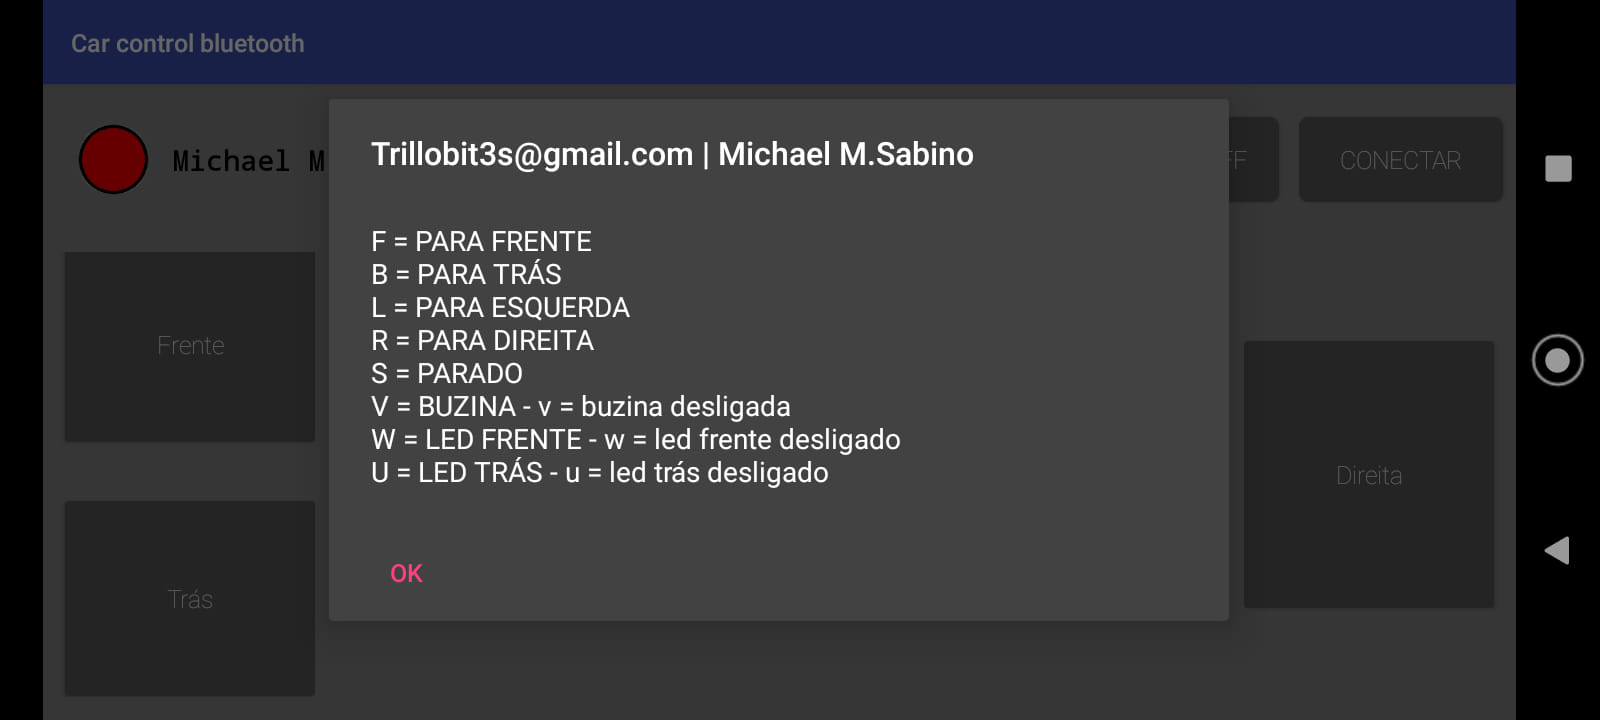 Car control bluetooth
Michael M
FF
CONECTAR
Trillobit3s@gmail.com | Michael M.Sabino
F = PARA FRENTE
B = PARA TRÁS
L = PARA ESQUERDA
R = PARA DIREITA
S = PARADO
V = BUZINA - v = buzina desligada
W = LED FRENTE - w = led frente desligado
U = LED TRÁS - u = led trás desligado
OK
Frente
Trás
Direita